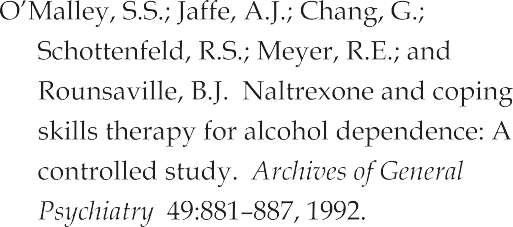 O’Malley, S.S.; Jaffe, A.J.; Chang, G.;
Schottenfeld, R.S.; Meyer, R.E.; and
Rounsaville, B.J.  Naltrexone and coping
skills therapy for alcohol dependence: A
controlled study.  Archives of General
Psychiatry  49:881–887, 1992.